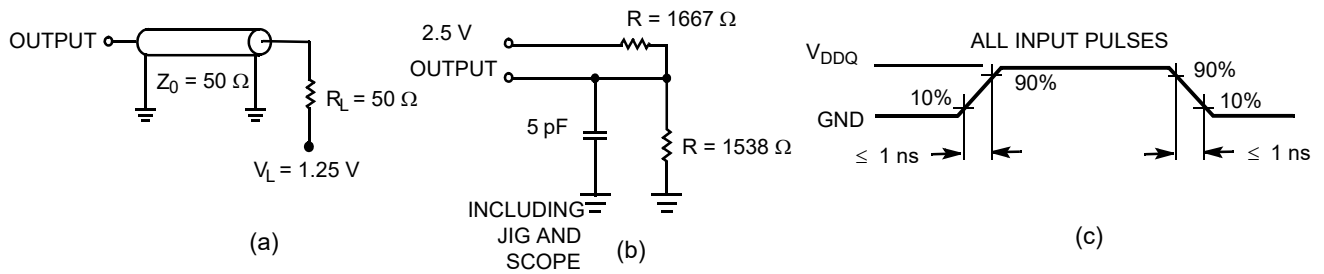 OUTPUT
Z0 = 50 Ω
RL = 50 Ω
VL = 1.25 V
(a)
R = 1667 Ω
2.5 V
OUTPUT
5 pF
R = 1538 Ω
INCLUDING
JIG AND
SCOPE
(b)
ALL INPUT PULSES
VDDQ
90%
10%
90%
10%
GND
≤ 1 ns
≤ 1 ns
(c)